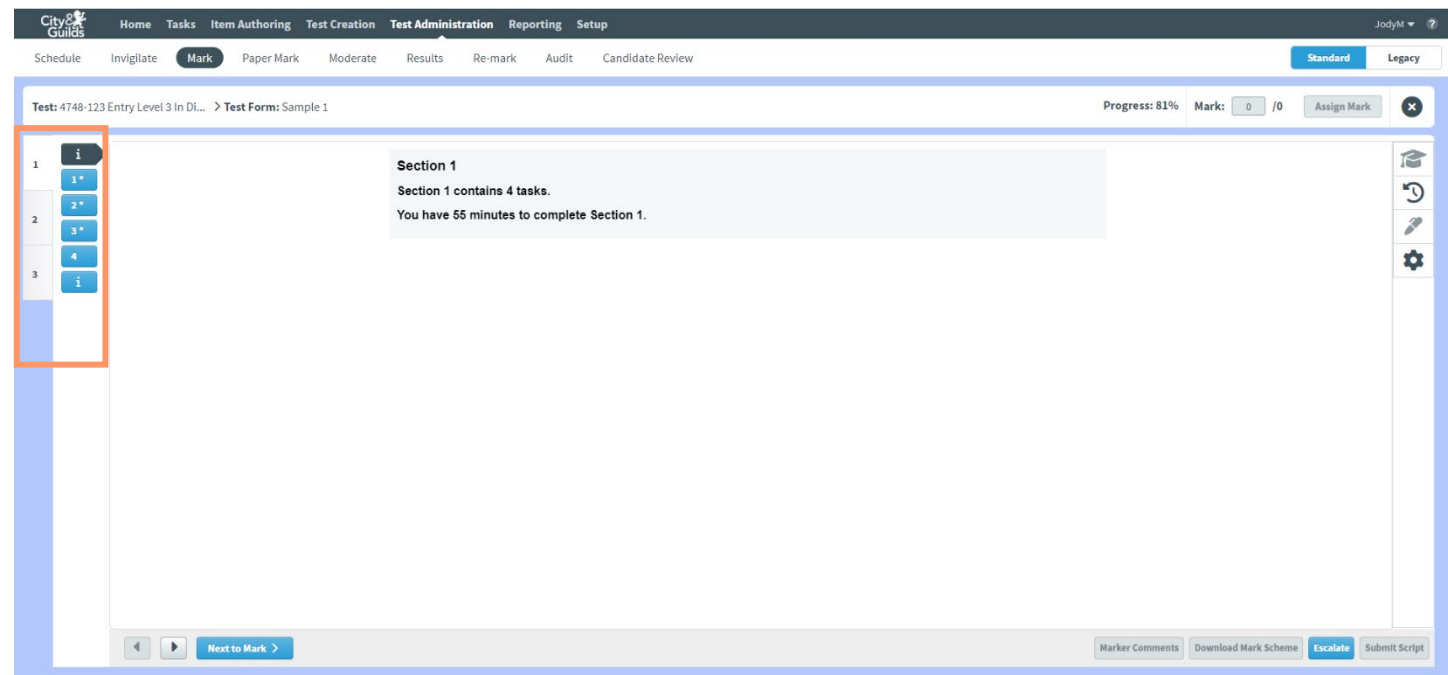 City& Guilds Home Tasks Item Authoring Test Creation Test Administration Reporting Setup JodyM ?
Schedule Invigilate Mark Paper Mark Moderate Results Re-mark Audit Candidate Review Standard Legacy
Test: 4748-123 Entry Level 3 In Di... > Test Form: Sample 1 Progress: 81% Mark: 0 /0 Assign Mark
1
2
3
i
1*
2*
3*
4
i
Section 1
Section 1 contains 4 tasks.
You have 55 minutes to complete Section 1.
Next to Mark > Marker Comments Download Mark Scheme Escalate Submit Script